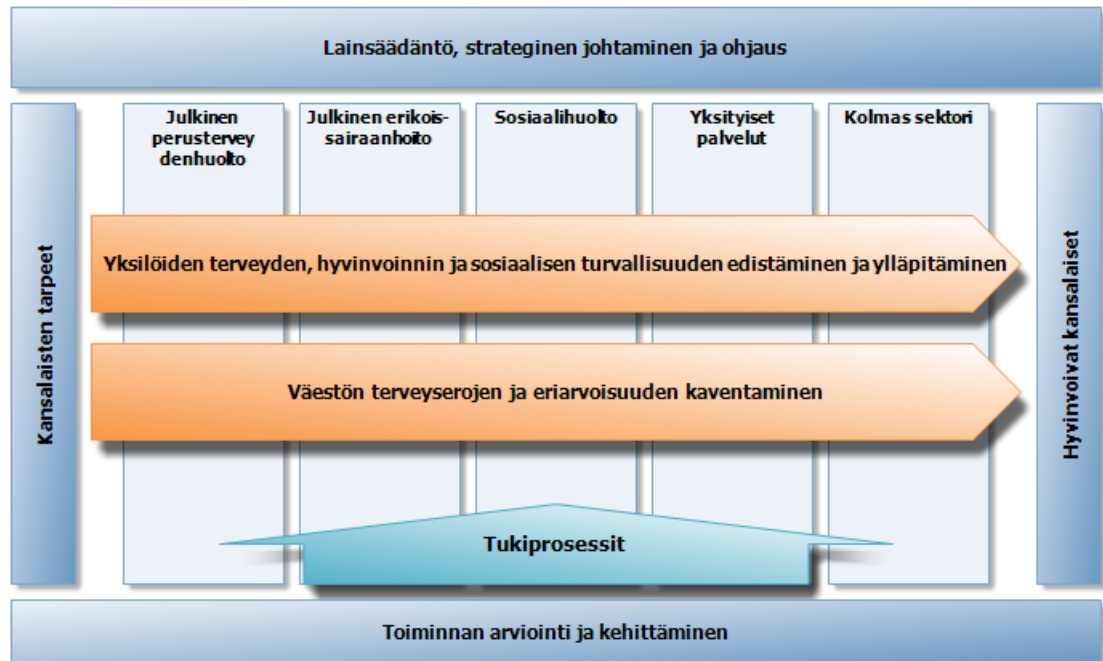 Lainsäädäntö, strateginen johtaminen ja ohjaus
Julkinen
perustervey
denhuolto
Julkinen erikois-
sairaanhoito
Sosiaalihuolto
Yksityiset
palvelut
Kolmas sektori
Kansalaisten tarpeet
Yksilöiden terveyden, hyvinvoinnin ja sosiaalisen turvallisuuden edistäminen ja ylläpitäminen
Väestön terveyserojen ja eriarvoisuuden kaventaminen
Hyvinvoivat kansalaiset
Tukiprosessit
Toiminnan arviointi ja kehittäminen